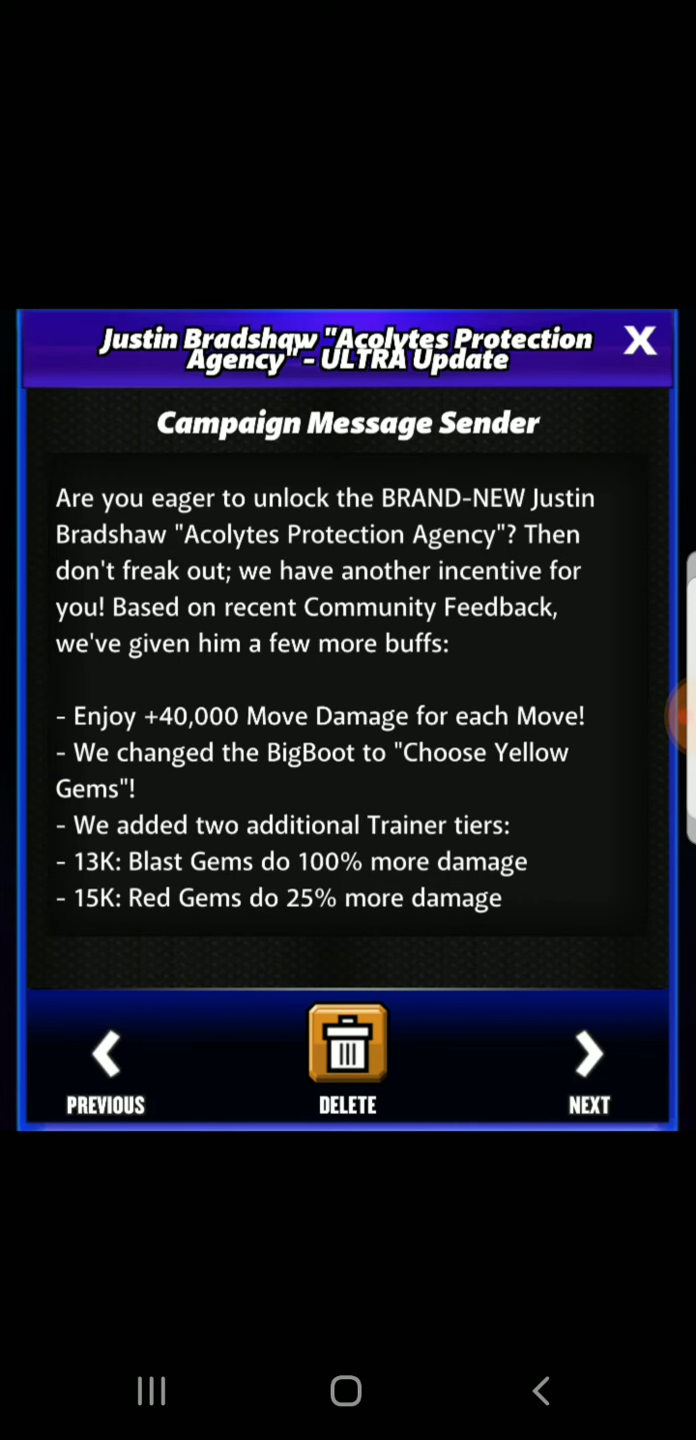 Justin Bradshaw "Acolytes Protection
Agency" - ULTRA Update
X
Campaign Message Sender
Are you eager to unlock the BRAND-NEW Justin
Bradshaw "Acolytes Protection Agency"? Then
don't freak out; we have another incentive for
you! Based on recent Community Feedback,
we've given him a few more buffs:
- Enjoy +40,000 Move Damage for each Move!
- We changed the BigBoot to "Choose Yellow
Gems"!
- We added two additional Trainer tiers:
- 13K: Blast Gems do 100% more damage
- 15K: Red Gems do 25% more damage
PREVIOUS
DELETE
NEXT